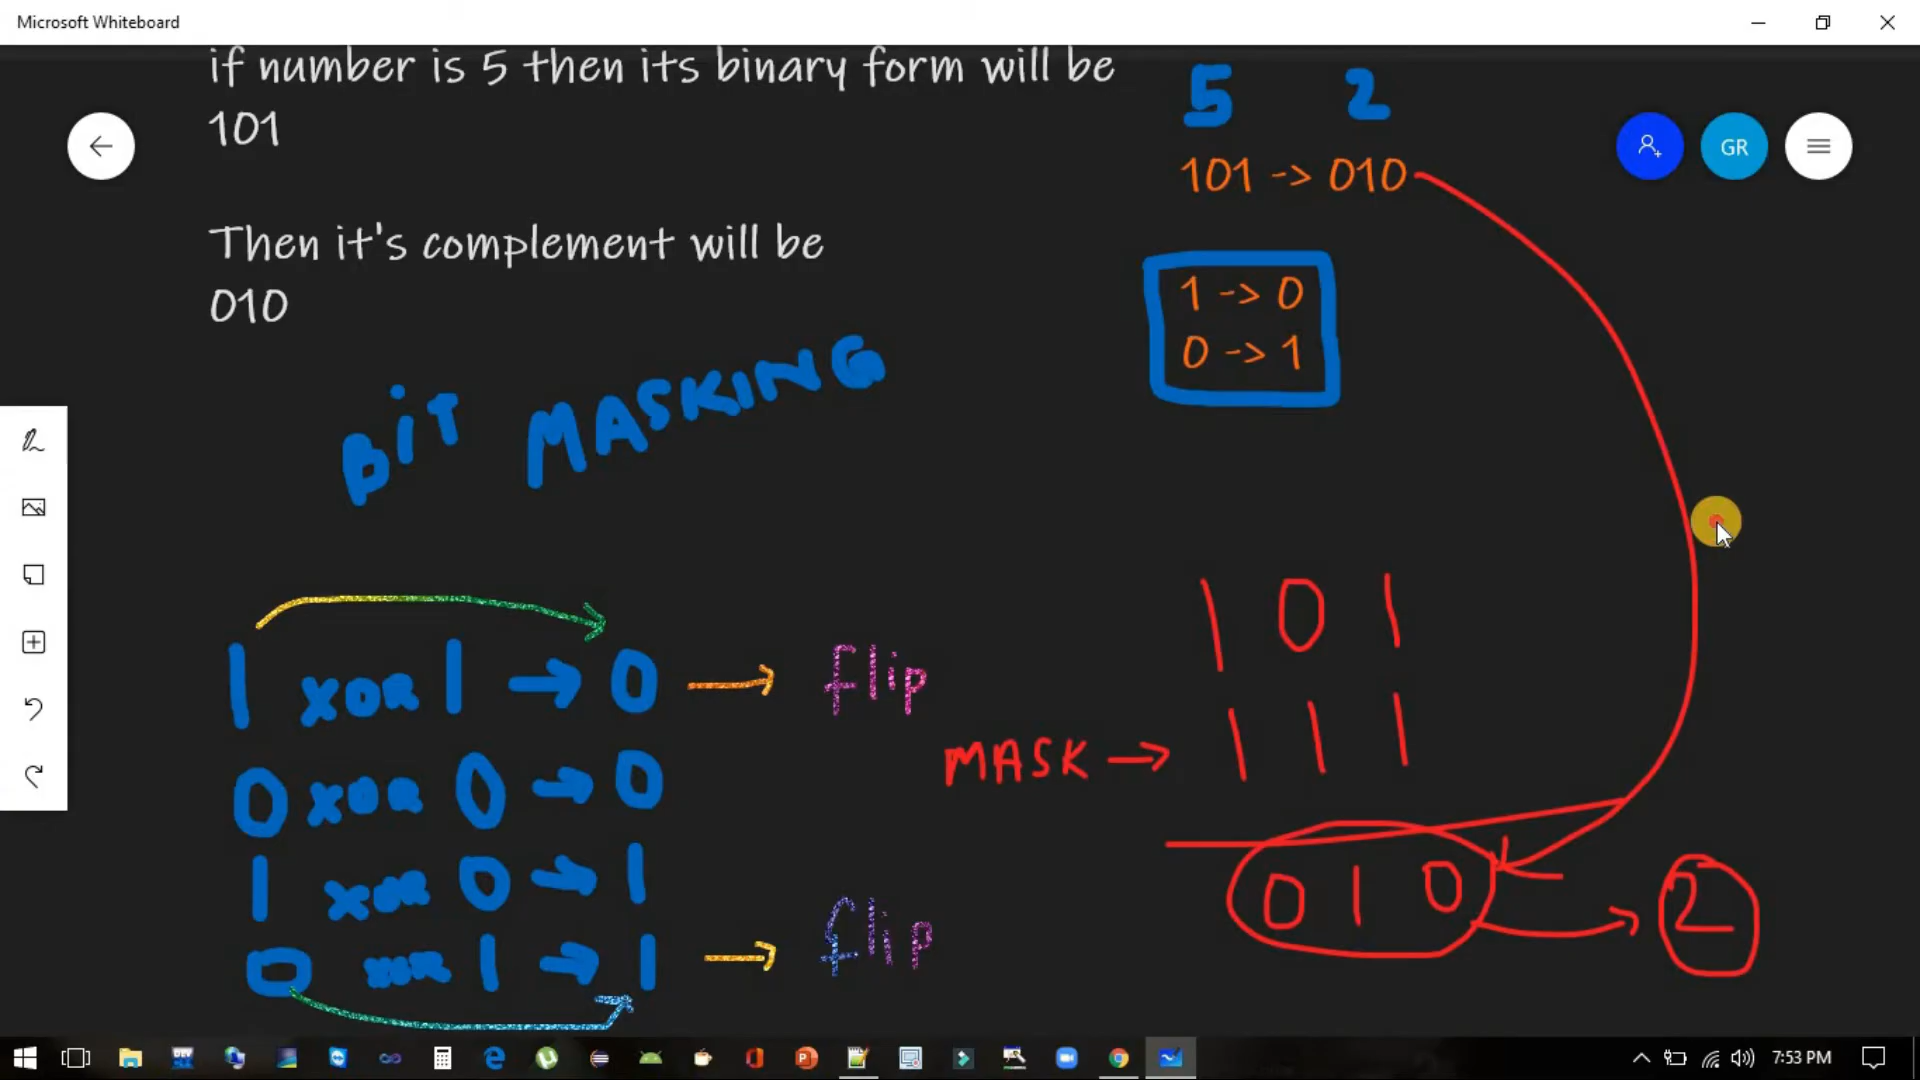 Microsoft Whiteboard
if number is 5 then its binary form will be
101
Then it's complement will be
010
5 2
101 -> 010
1 -> 0
0 -> 1
GR
BIT MASKING
1 xOR 1 → 0 → flip
0 xOR 0 → 0
1 xOR 0 → 1
0 xOR 1 → 1 → flip
1 0 1
MASK → 1 1 1
0 1 0 → 2
7:53 PM